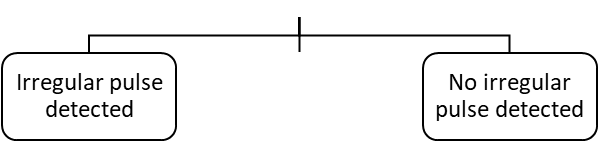 Irregular pulse
detected
No irregular
pulse detected